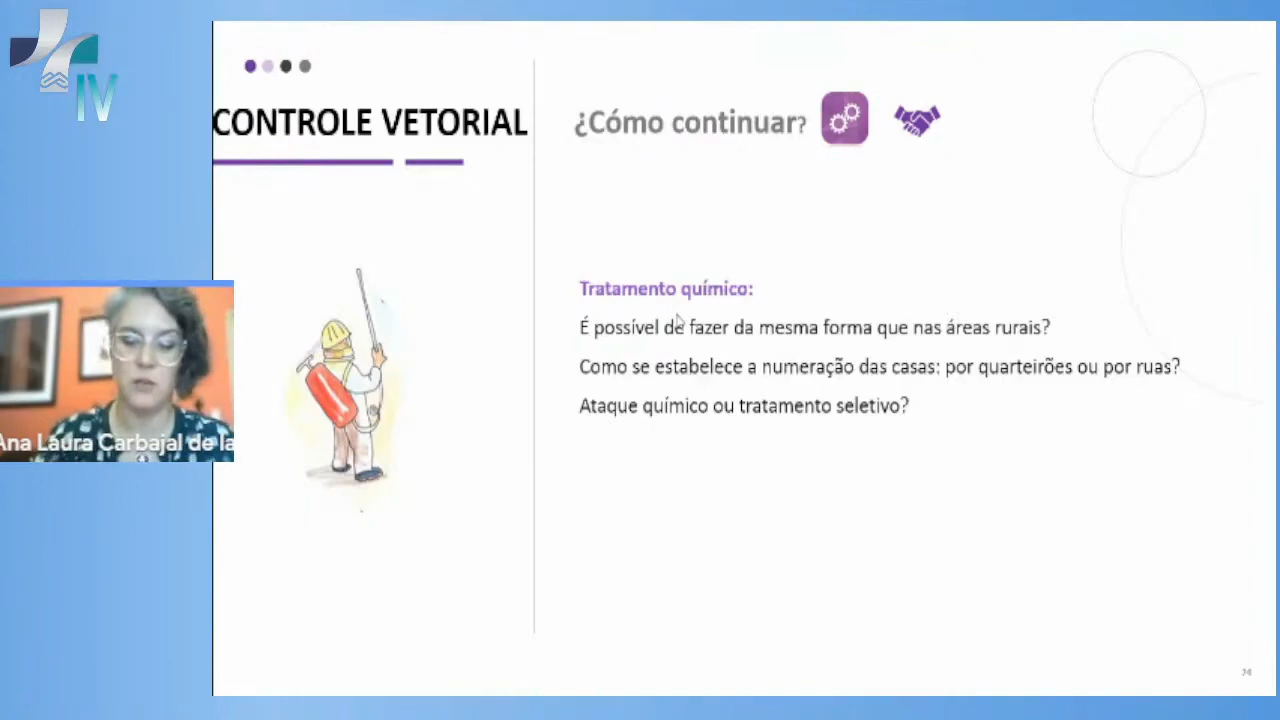 IV
CONTROLE VETORIAL
¿Cómo continuar?
Tratamento químico:
É possível de fazer da mesma forma que nas áreas rurais?
Como se estabelece a numeração das casas: por quarteirões ou por ruas?
Ataque químico ou tratamento seletivo?
Ana Laura Carbajal de la